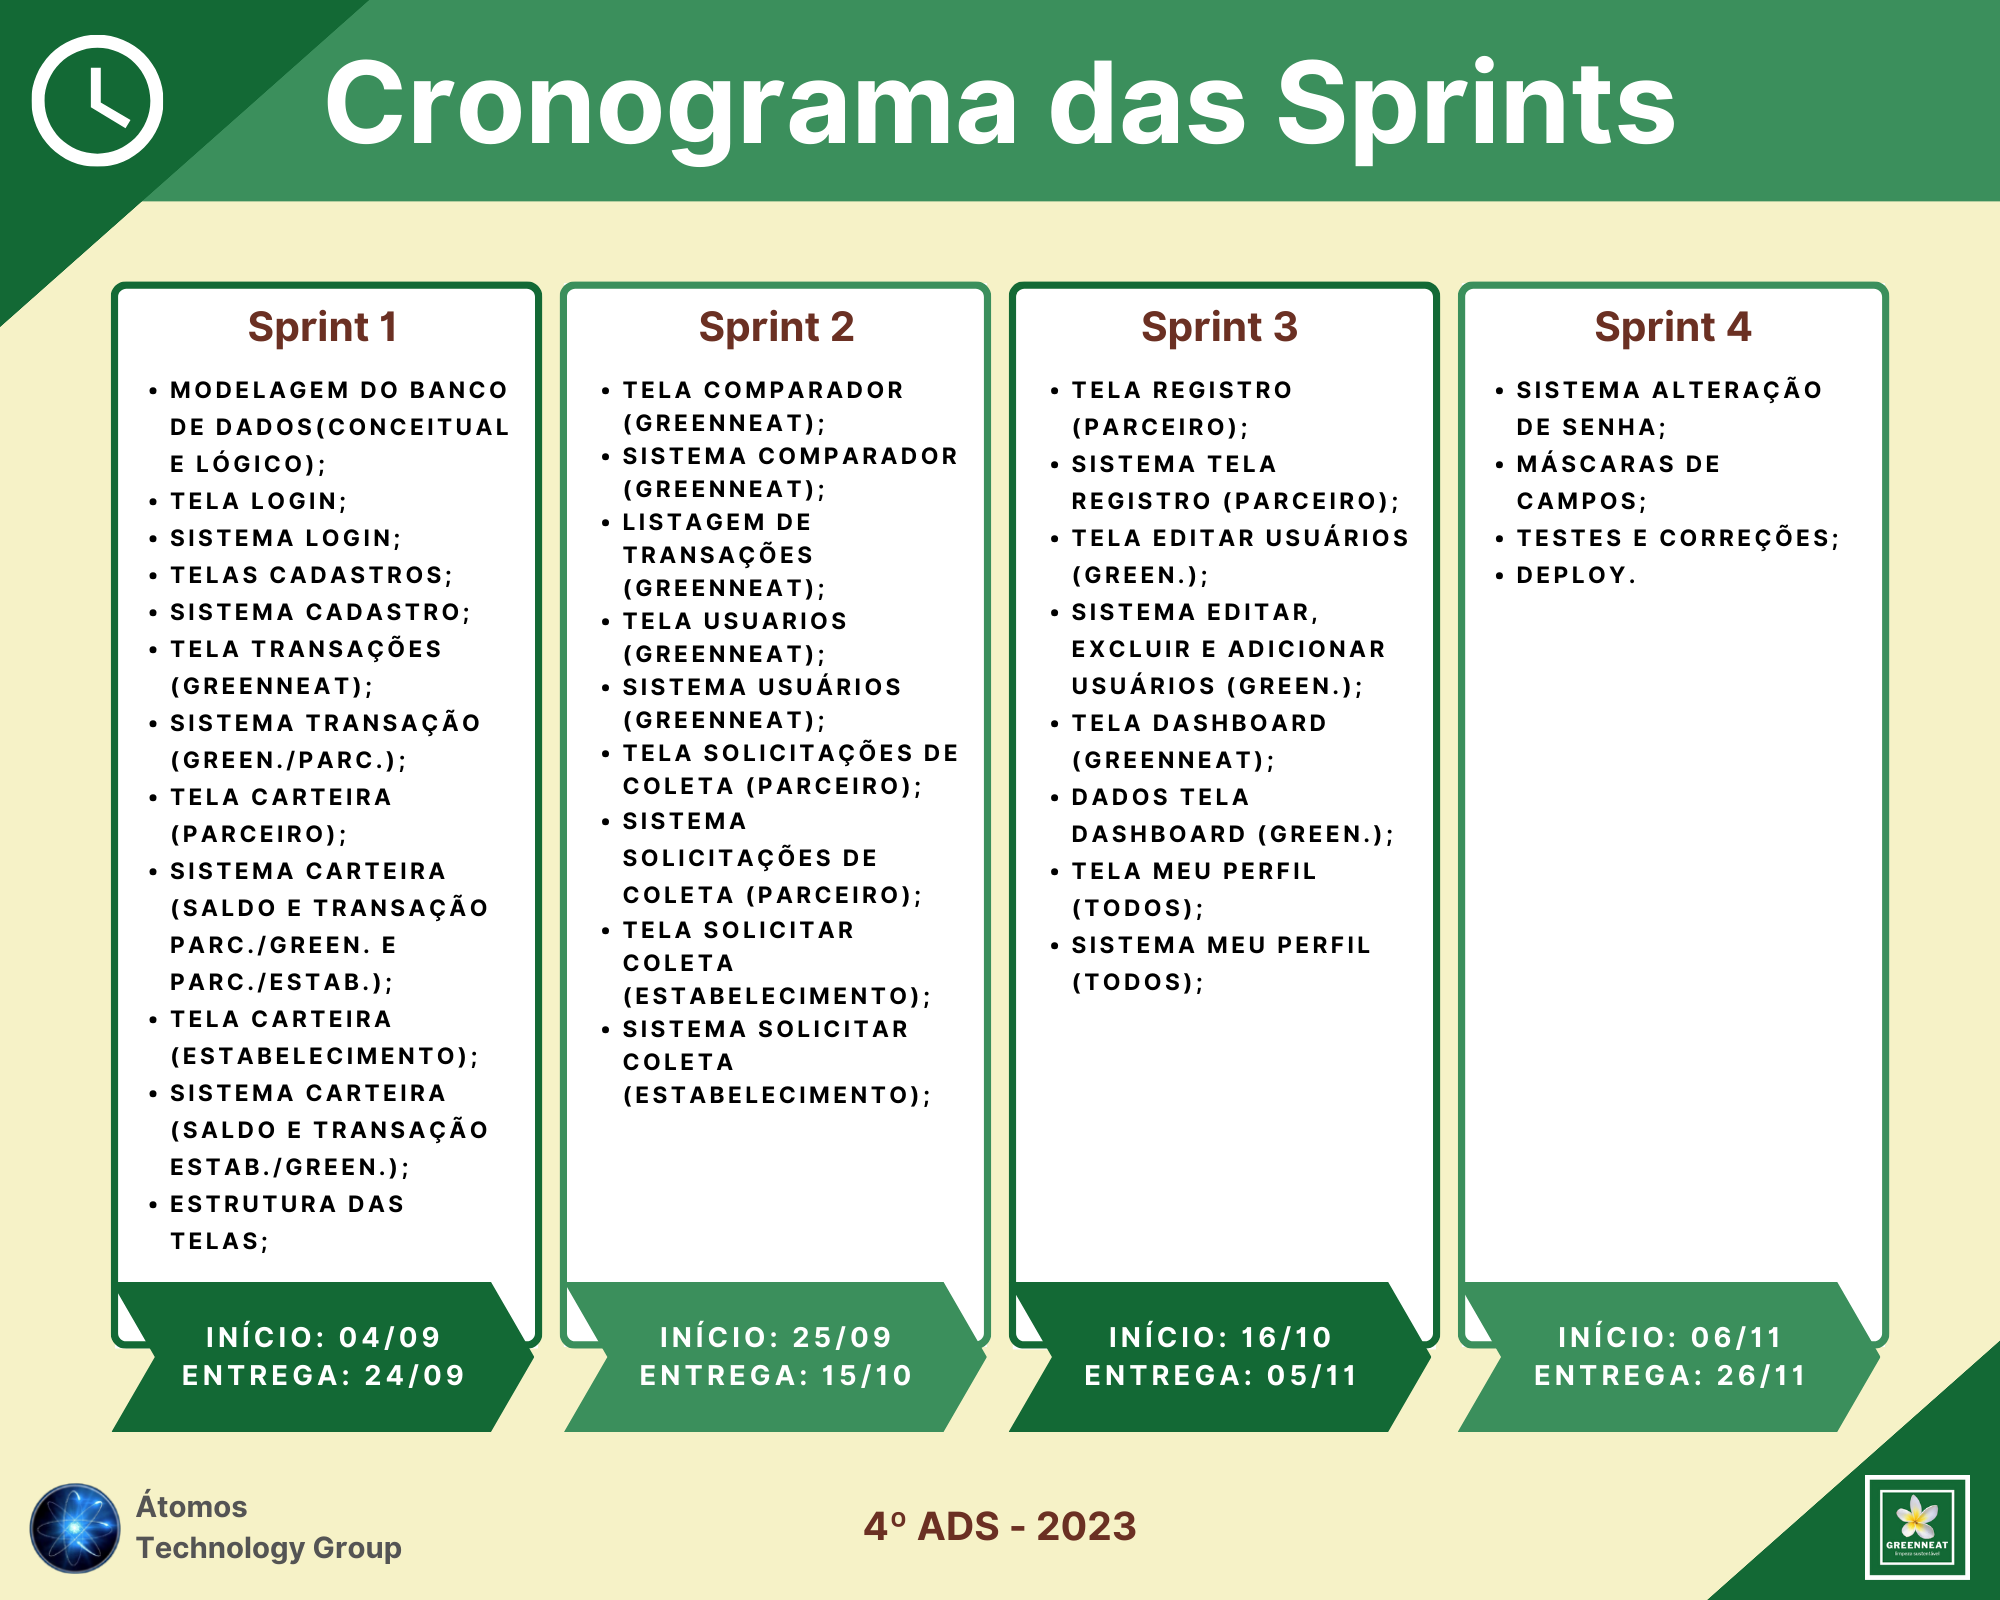 Cronograma das Sprints
Sprint 1
• MODELAGEM DO BANCO
DE DADOS(CONCEITUAL
E LÓGICO);
• TELA LOGIN;
• SISTEMA LOGIN;
• TELAS CADASTROS;
• SISTEMA CADASTRO;
• TELA TRANSAÇÕES
(GREENNEAT);
• SISTEMA TRANSAÇÃO
(GREEN./PARC.);
• TELA CARTEIRA
(PARCEIRO);
• SISTEMA CARTEIRA
(SALDO E TRANSAÇÃO
PARC./GREEN. E
PARC./ESTAB.);
• TELA CARTEIRA
(ESTABELECIMENTO);
• SISTEMA CARTEIRA
(SALDO E TRANSAÇÃO
ESTAB./GREEN.);
• ESTRUTURA DAS
TELAS;
INÍCIO: 04/09
ENTREGA: 24/09
Sprint 2
• TELA COMPARADOR
(GREENNEAT);
• SISTEMA COMPARADOR
(GREENNEAT);
• LISTAGEM DE
TRANSAÇÕES
(GREENNEAT);
• TELA USUARIOS
(GREENNEAT);
• SISTEMA USUÁRIOS
(GREENNEAT);
• TELA SOLICITAÇÕES DE
COLETA (PARCEIRO);
• SISTEMA
SOLICITAÇÕES DE
COLETA (PARCEIRO);
• TELA SOLICITAR
COLETA
(ESTABELECIMENTO);
• SISTEMA SOLICITAR
COLETA
(ESTABELECIMENTO);
INÍCIO: 25/09
ENTREGA: 15/10
Sprint 3
• TELA REGISTRO
(PARCEIRO);
• SISTEMA TELA
REGISTRO (PARCEIRO);
• TELA EDITAR USUÁRIOS
(GREEN.);
• SISTEMA EDITAR,
EXCLUIR E ADICIONAR
USUÁRIOS (GREEN.);
• TELA DASHBOARD
(GREENNEAT);
• DADOS TELA
DASHBOARD (GREEN.);
• TELA MEU PERFIL
(TODOS);
• SISTEMA MEU PERFIL
(TODOS);
INÍCIO: 16/10
ENTREGA: 05/11
Sprint 4
• SISTEMA ALTERAÇÃO
DE SENHA;
• MÁSCARAS DE
CAMPOS;
• TESTES E CORREÇÕES;
• DEPLOY.
INÍCIO: 06/11
ENTREGA: 26/11
Átomos
Technology Group
4º ADS - 2023
GREENNEAT